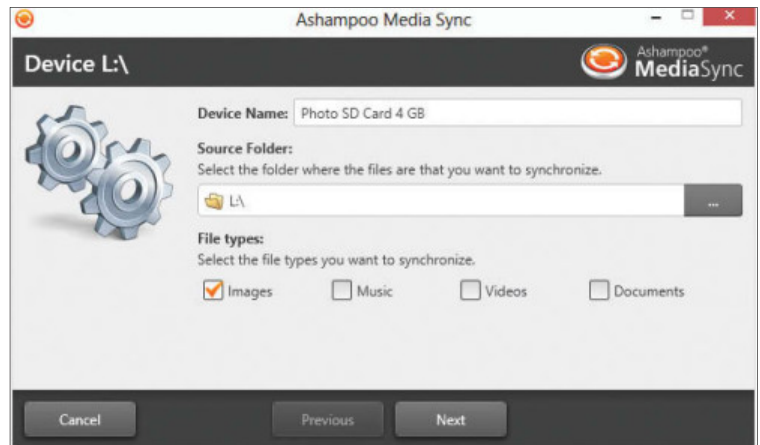 Ashampoo Media Sync
Device L:\
Ashampoo®
MediaSync
Device Name: Photo SD Card 4 GB
Source Folder:
Select the folder where the files are that you want to synchronize.
L:\
...
File types:
Select the file types you want to synchronize.
Images Music Videos Documents
Cancel Previous Next